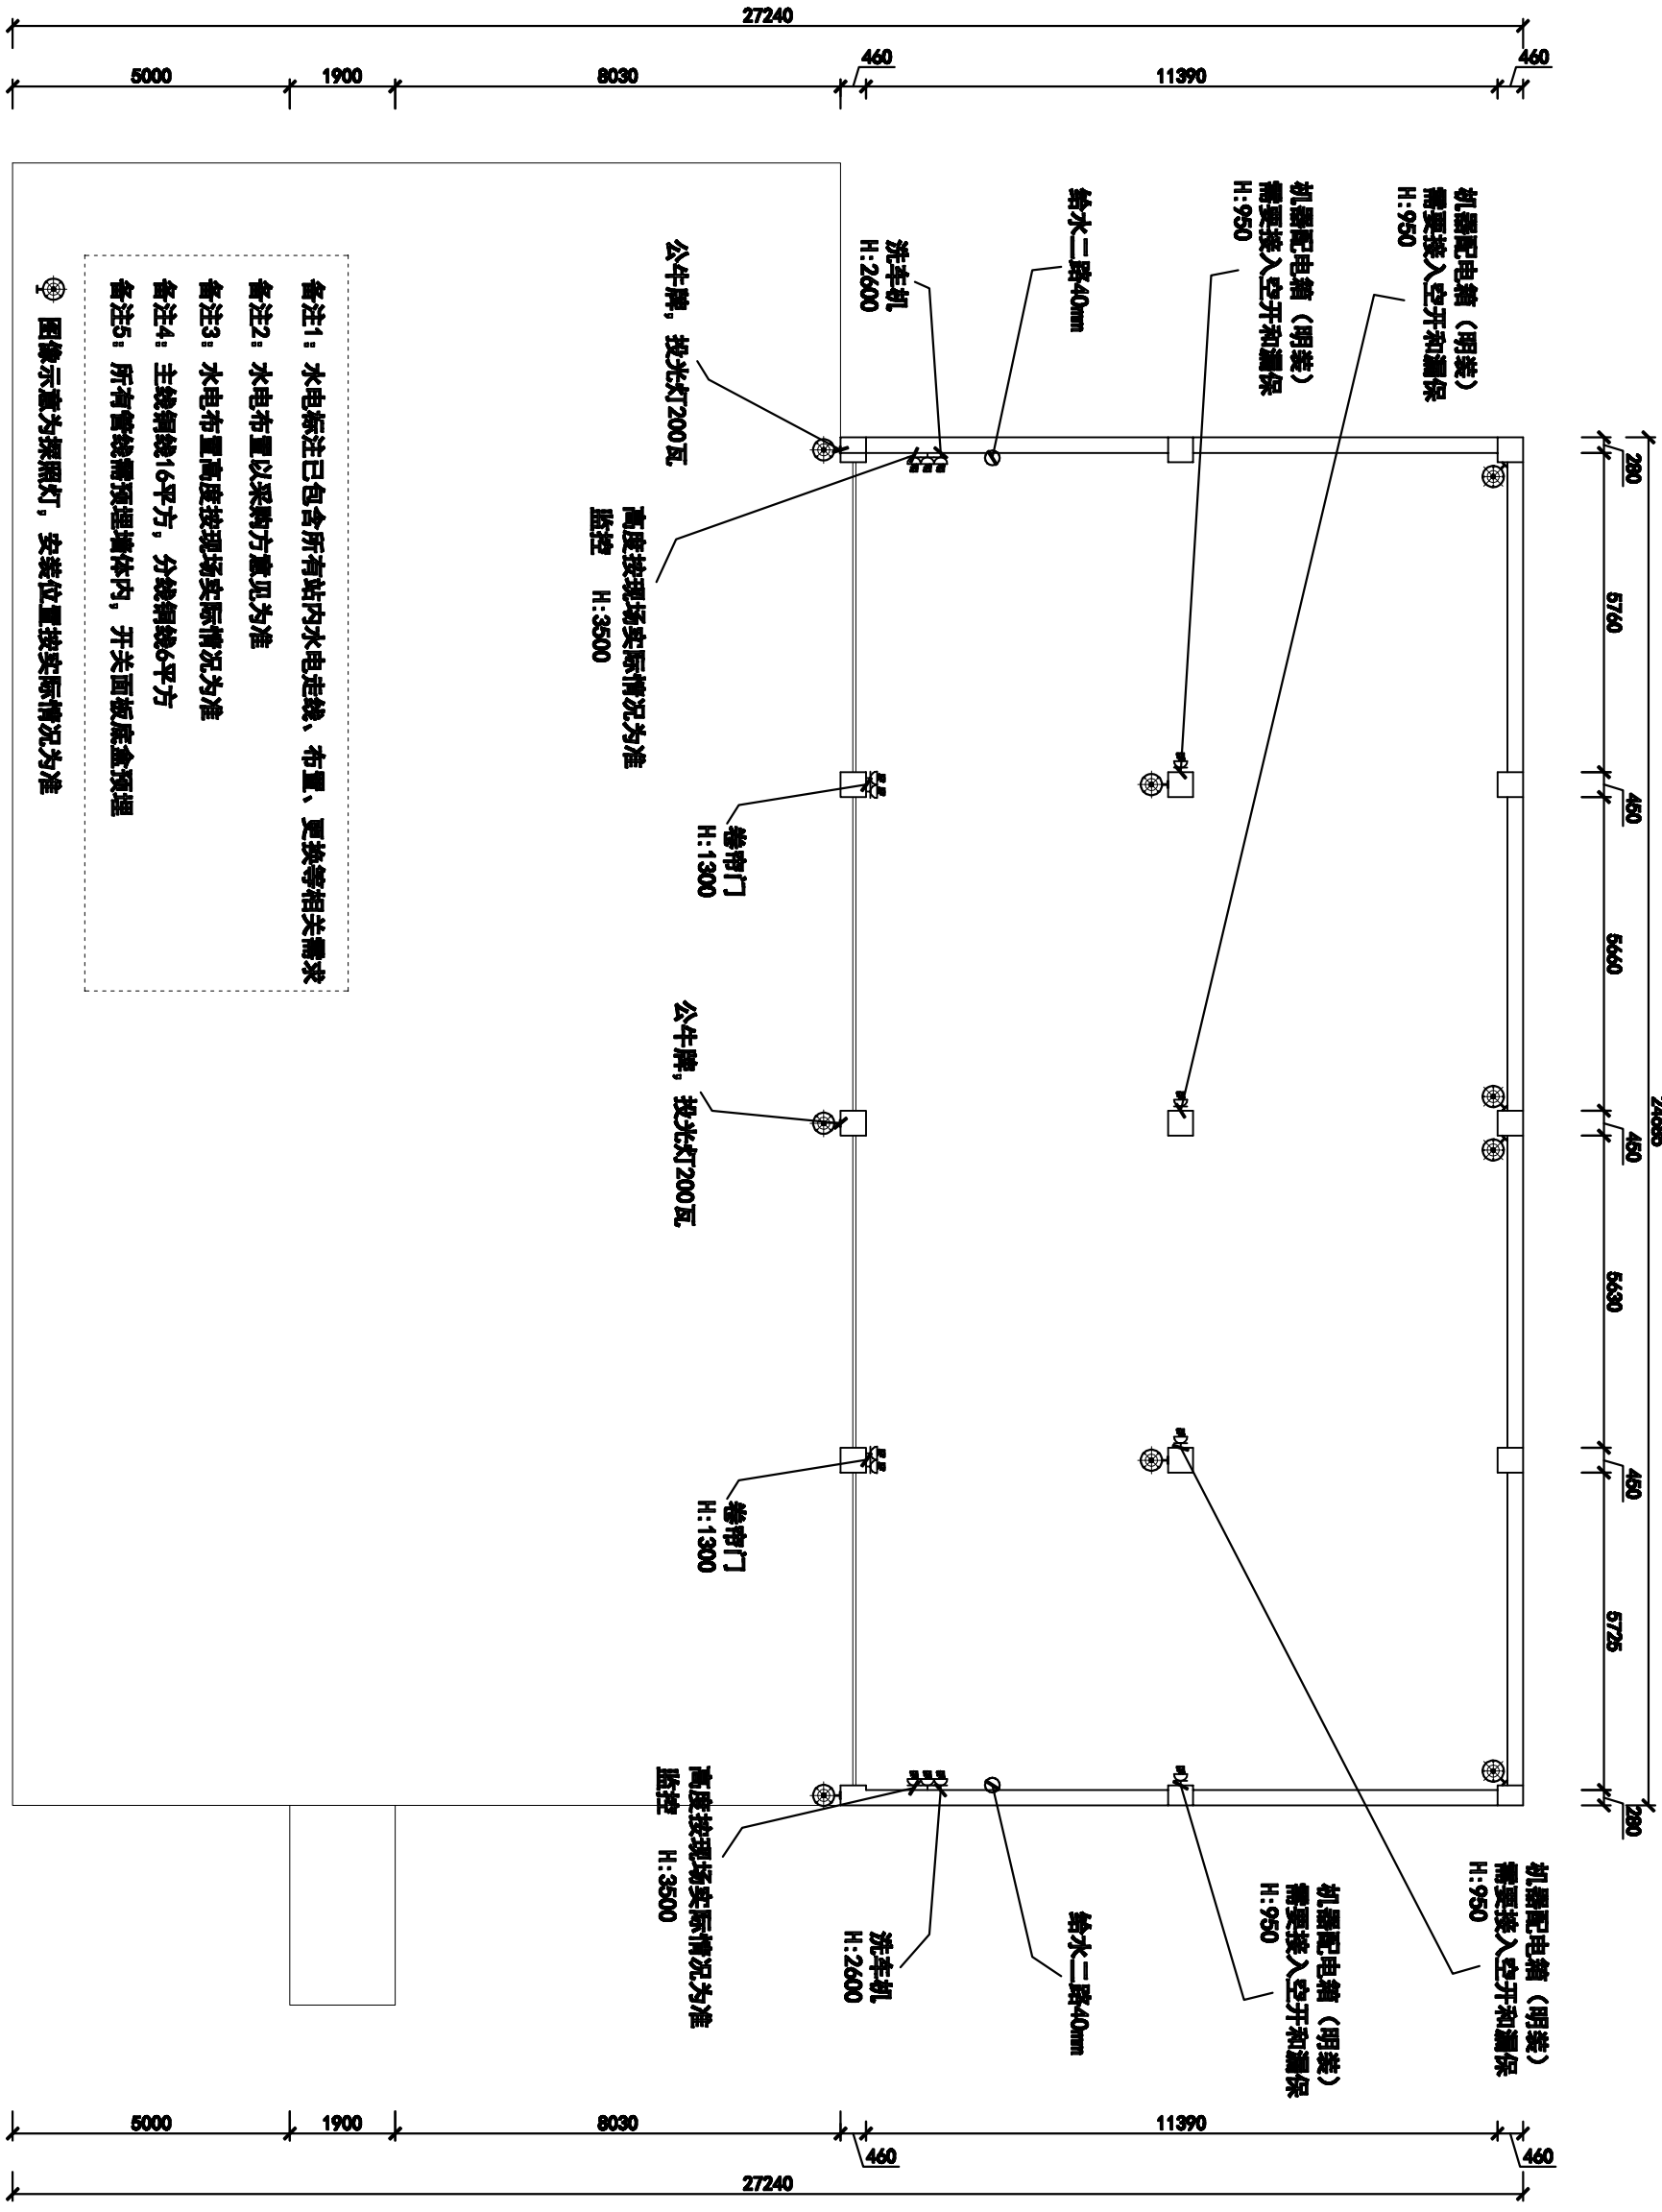 27240
5000
1900
8030
460
11390
460
机器配电箱（明装）
需要接入空开和漏保
H:950
机器配电箱（明装）
需要接入空开和漏保
H:950
给水二路40mm
洗车机
H:2600
公牛牌，投光灯200瓦
高度按现场实际情况为准
监控 H:3500
卷帘门
H:1300
公牛牌，投光灯200瓦
卷帘门
H:1300
高度按现场实际情况为准
监控 H:3500
洗车机
H:2600
给水二路40mm
机器配电箱（明装）
需要接入空开和漏保
H:950
机器配电箱（明装）
需要接入空开和漏保
H:950
备注1：水电标注已包含所有站内水电走线、布置、更换等相关需求
备注2：水电布置以采购方意见为准
备注3：水电布置高度按现场实际情况为准
备注4：主线铜线16平方，分线铜线6平方
备注5：所有管线需预埋墙体内，开关面板底盒预埋
图像示意为探照灯，安装位置按实际情况为准
280
5760
450
5660
450
5630
450
5725
280
24685
5000
1900
8030
460
11390
460
27240